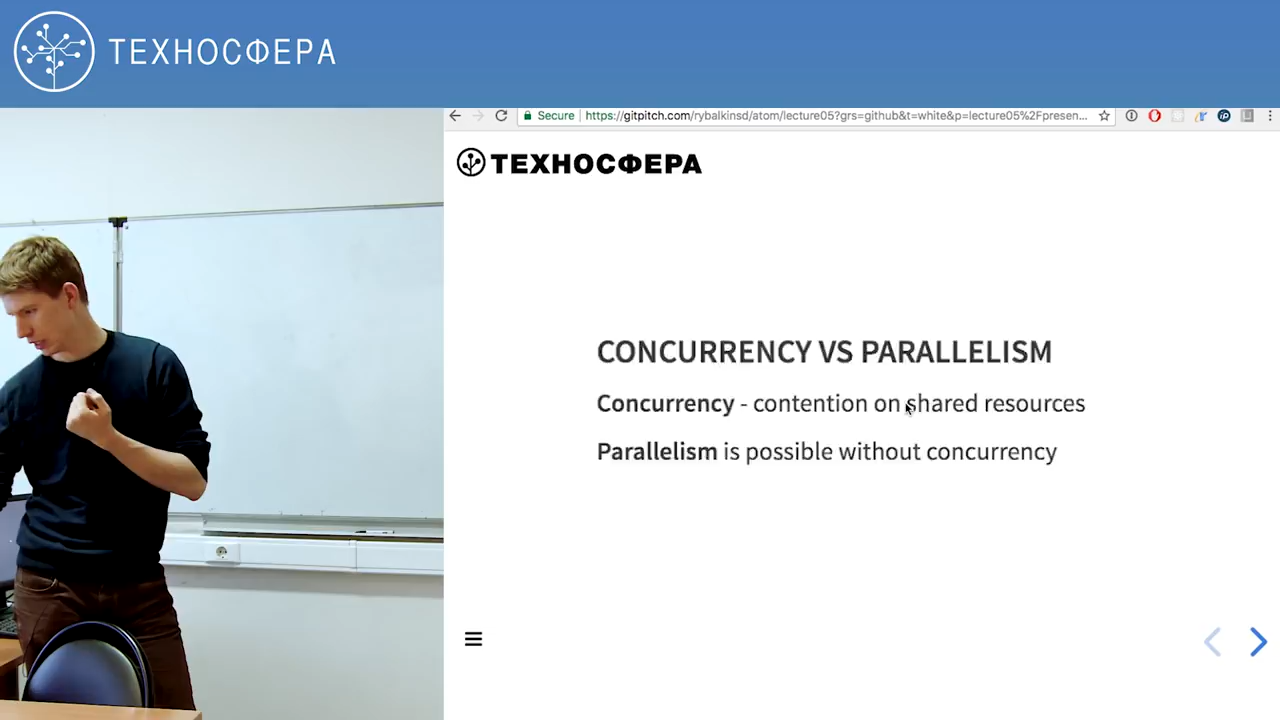 ТЕХНОСФЕРА
Secure https://gitpitch.com/rybalkinsd/atom/lecture05?grs=github&t=white&p=lecture05%2Fpresen...
ТЕХНОСФЕРА
CONCURRENCY VS PARALLELISM
Concurrency - contention on shared resources
Parallelism is possible without concurrency